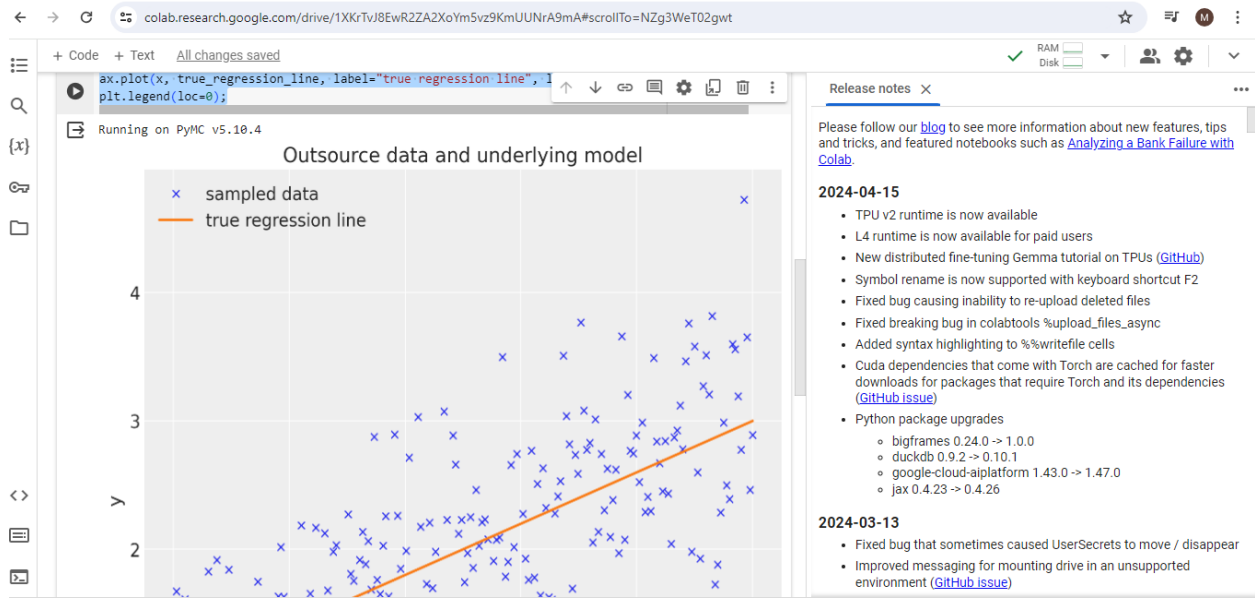 colab.research.google.com/drive/1XKrTvJ8EwR2ZA2XoYm5vz9KmUUNrA9mA#scrollTo=NZg3WeT02gwt
M
+ Code + Text All changes saved
RAM
Disk
ax.plot(x, true_regression_line, label="true regression line", l
plt.legend(loc=0);
Running on PyMC v5.10.4
Outsource data and underlying model
sampled data
true regression line
4
3
2
y
{x}
Release notes
Please follow our blog to see more information about new features, tips
and tricks, and featured notebooks such as Analyzing a Bank Failure with
Colab.
2024-04-15
• TPU v2 runtime is now available
• L4 runtime is now available for paid users
• New distributed fine-tuning Gemma tutorial on TPUs (GitHub)
• Symbol rename is now supported with keyboard shortcut F2
• Fixed bug causing inability to re-upload deleted files
• Fixed breaking bug in colabtools %upload_files_async
• Added syntax highlighting to %%writefile cells
• Cuda dependencies that come with Torch are cached for faster
downloads for packages that require Torch and its dependencies
(GitHub issue)
• Python package upgrades
◦ bigframes 0.24.0 -> 1.0.0
◦ duckdb 0.9.2 -> 0.10.1
◦ google-cloud-aiplatform 1.43.0 -> 1.47.0
◦ jax 0.4.23 -> 0.4.26
2024-03-13
• Fixed bug that sometimes caused UserSecrets to move / disappear
• Improved messaging for mounting drive in an unsupported
environment (GitHub issue)